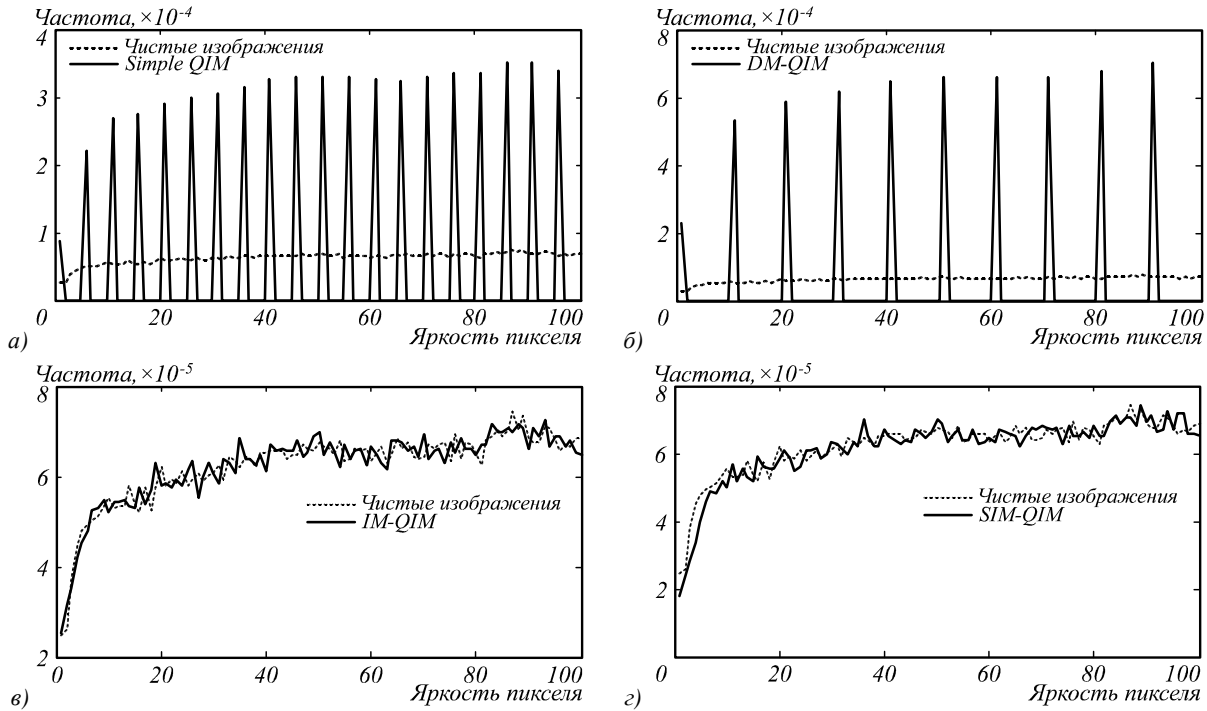 Частота, ×10⁻⁴
4
3
2
1
Чистые изображения
Simple QIM
0 20 40 60 80 100
Яркость пикселя
а)
Частота, ×10⁻⁴
8
6
4
2
Чистые изображения
DM-QIM
0 20 40 60 80 100
Яркость пикселя
б)
Частота, ×10⁻⁵
8
6
4
2
Чистые изображения
IM-QIM
0 20 40 60 80 100
Яркость пикселя
в)
Частота, ×10⁻⁵
8
6
4
2
Чистые изображения
SIM-QIM
0 20 40 60 80 100
Яркость пикселя
г)